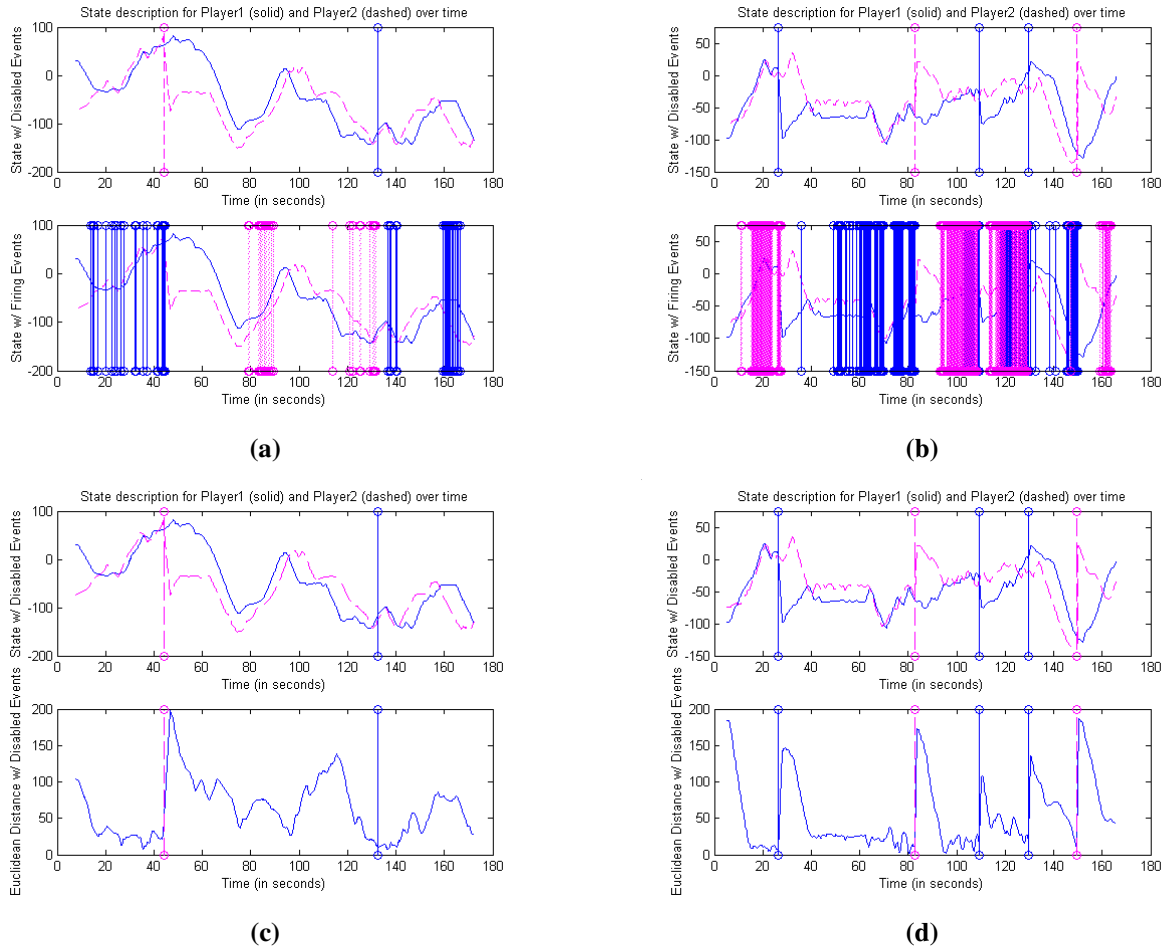 State description for Player1 (solid) and Player2 (dashed) over time
State w/ Disabled Events
100
0
-100
-200
0 20 40 60 80 100 120 140 160 180
Time (in seconds)
State w/ Firing Events
100
0
-100
-200
0 20 40 60 80 100 120 140 160 180
Time (in seconds)
(a)
State description for Player1 (solid) and Player2 (dashed) over time
State w/ Disabled Events
50
0
-50
-100
-150
0 20 40 60 80 100 120 140 160 180
Time (in seconds)
State w/ Firing Events
50
0
-50
-100
-150
0 20 40 60 80 100 120 140 160 180
Time (in seconds)
(b)
State description for Player1 (solid) and Player2 (dashed) over time
State w/ Disabled Events
100
0
-100
-200
0 20 40 60 80 100 120 140 160 180
Time (in seconds)
Euclidean Distance w/ Disabled Events
200
150
100
50
0
0 20 40 60 80 100 120 140 160 180
Time (in seconds)
(c)
State description for Player1 (solid) and Player2 (dashed) over time
State w/ Disabled Events
50
0
-50
-100
-150
0 20 40 60 80 100 120 140 160 180
Time (in seconds)
Euclidean Distance w/ Disabled Events
200
150
100
50
0
0 20 40 60 80 100 120 140 160 180
Time (in seconds)
(d)